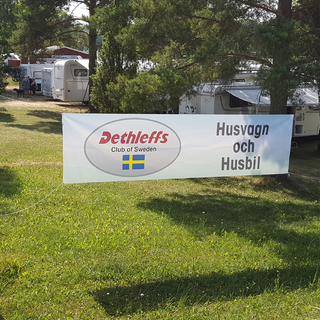 Dethleffs
Club of Sweden
Husvagn
och
Husbil